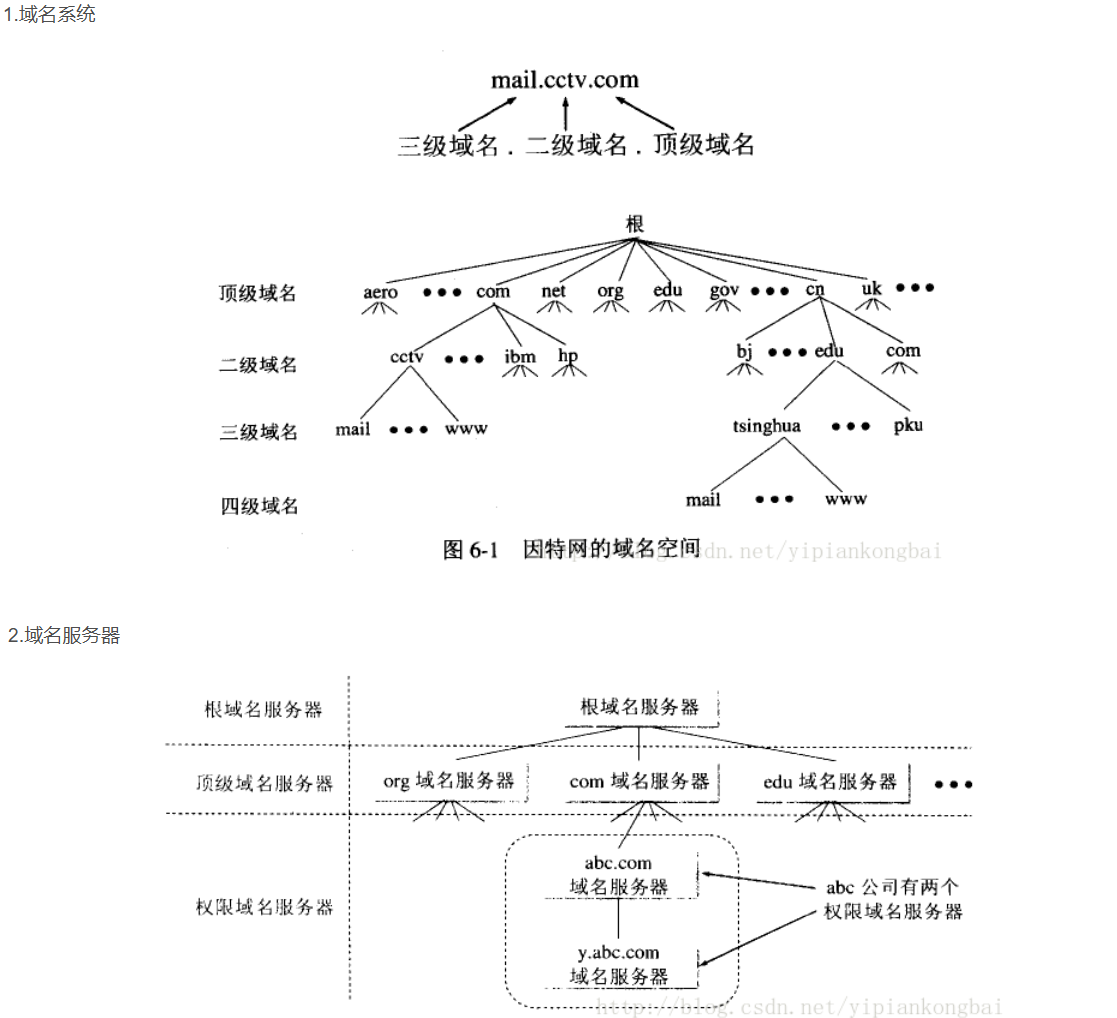 1.域名系统
mail.cctv.com
三级域名 . 二级域名 . 顶级域名
根
顶级域名 aero ••• com net org edu gov ••• cn uk •••
二级域名 cctv ••• ibm hp bj ••• edu com
三级域名 mail ••• www tsinghua ••• pku
四级域名 mail ••• www
图 6-1 因特网的域名空间
csdn.net/yipiankongbai
2.域名服务器
根域名服务器 根域名服务器
顶级域名服务器 org 域名服务器 com 域名服务器 edu 域名服务器 •••
abc.com
域名服务器
abc 公司有两个
权限域名服务器
权限域名服务器
y.abc.com
域名服务器
http://blog.csdn.net/yipiankongbai